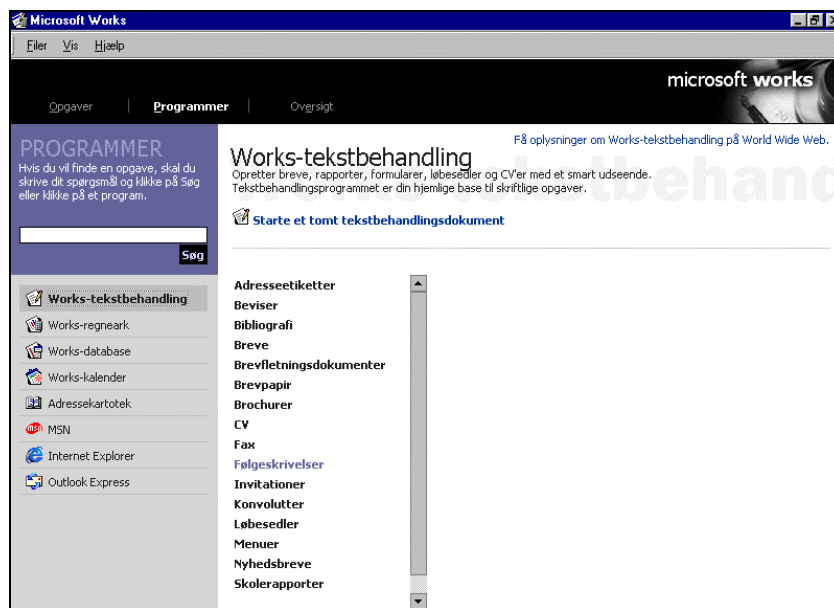 Microsoft Works
Filer Vis Hjælp
microsoft works
Opgaver Programmer Oversigt
PROGRAMMER
Hvis du vil finde en opgave, skal du
skrive dit spørgsmål og klikke på Søg
eller klikke på et program.
Søg
Works-tekstbehandling
Works-regneark
Works-database
Works-kalender
Adressekartotek
MSN
Internet Explorer
Outlook Express
Få oplysninger om Works-tekstbehandling på World Wide Web.
Works-tekstbehandling
tekstbehand
Opretter breve, rapporter, formularer, løbesedler og CV'er med et smart udseende.
Tekstbehandlingsprogrammet er din hjemlige base til skriftlige opgaver.
Starte et tomt tekstbehandlingsdokument
Adresseetiketter
Beviser
Bibliografi
Breve
Brevfletningsdokumenter
Brevpapir
Brochurer
CV
Fax
Følgeskrivelser
Invitationer
Konvolutter
Løbesedler
Menuer
Nyhedsbreve
Skolerapporter